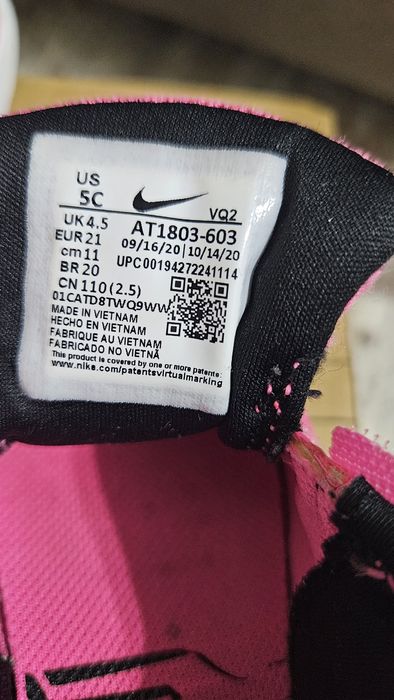 US
5C
VQ2
UK 4.5
AT1803-603
EUR 21
09/16/20 | 10/14/20
cm 11
UPC00194272241114
BR 20
CN 110(2.5)
01CATD8TWQ9WW
MADE IN VIETNAM
HECHO EN VIETNAM
FABRIQUE AU VIETNAM
FABRICADO NO VIETNÃ
This product is covered by one or more patents:
www.nike.com/patentsvirtualmarking